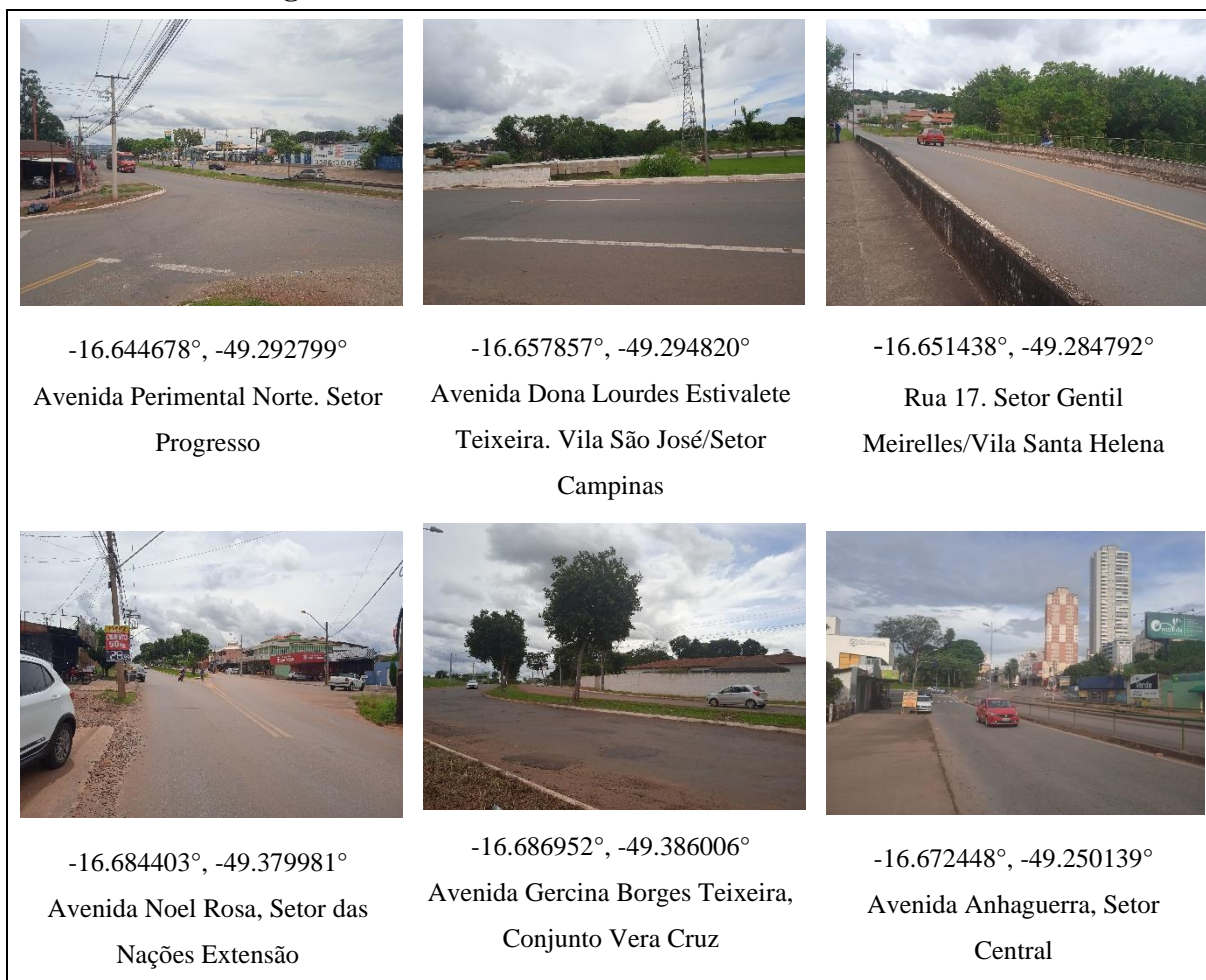 -16.644678°, -49.292799°
Avenida Perimental Norte. Setor
Progresso
-16.657857°, -49.294820°
Avenida Dona Lourdes Estivalete
Teixeira. Vila São José/Setor
Campinas
-16.651438°, -49.284792°
Rua 17. Setor Gentil
Meirelles/Vila Santa Helena
-16.684403°, -49.379981°
Avenida Noel Rosa, Setor das
Nações Extensão
-16.686952°, -49.386006°
Avenida Gercina Borges Teixeira,
Conjunto Vera Cruz
-16.672448°, -49.250139°
Avenida Anhaguerra, Setor
Central